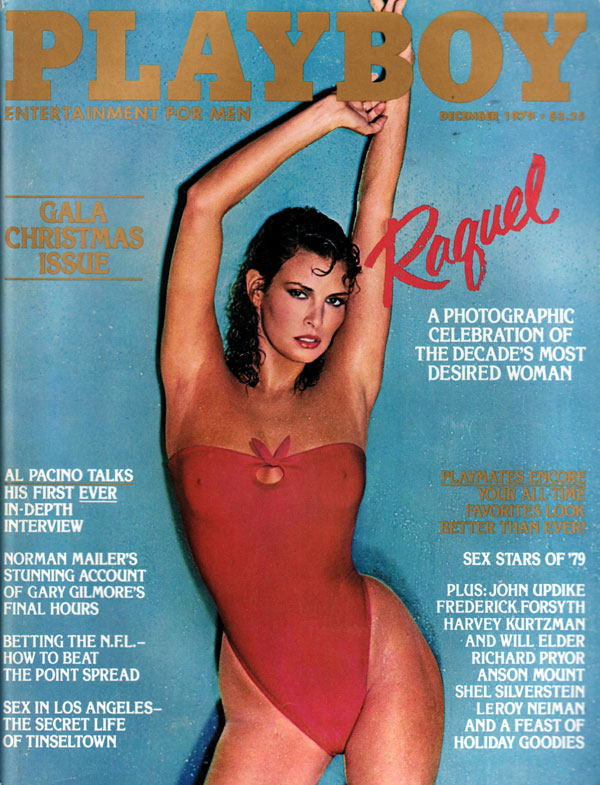 PLAYBOY
ENTERTAINMENT FOR MEN
DECEMBER 1979 • $3.25
GALA
CHRISTMAS
ISSUE
Raquel
A PHOTOGRAPHIC
CELEBRATION OF
THE DECADE'S MOST
DESIRED WOMAN
AL PACINO TALKS
HIS FIRST EVER
IN-DEPTH
INTERVIEW
NORMAN MAILER'S
STUNNING ACCOUNT
OF GARY GILMORE'S
FINAL HOURS
BETTING THE N.F.L.–
HOW TO BEAT
THE POINT SPREAD
SEX IN LOS ANGELES–
THE SECRET LIFE
OF TINSELTOWN
PLAYMATES ENCORE
YOUR ALL-TIME
FAVORITES LOOK
BETTER THAN EVER!
SEX STARS OF '79
PLUS: JOHN UPDIKE
FREDERICK FORSYTH
HARVEY KURTZMAN
AND WILL ELDER
RICHARD PRYOR
ANSON MOUNT
SHEL SILVERSTEIN
LEROY NEIMAN
AND A FEAST OF
HOLIDAY GOODIES